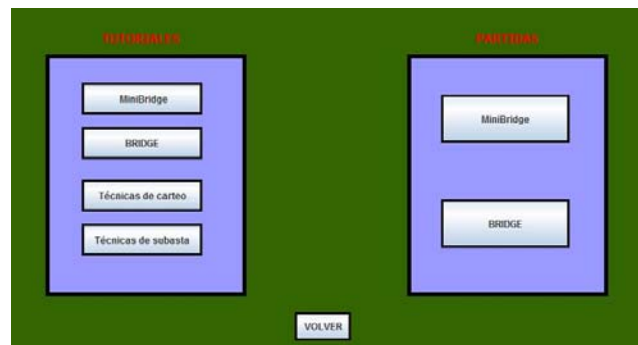 TUTORIALES
MiniBridge
BRIDGE
Técnicas de carteo
Técnicas de subasta
PARTIDAS
MiniBridge
BRIDGE
VOLVER